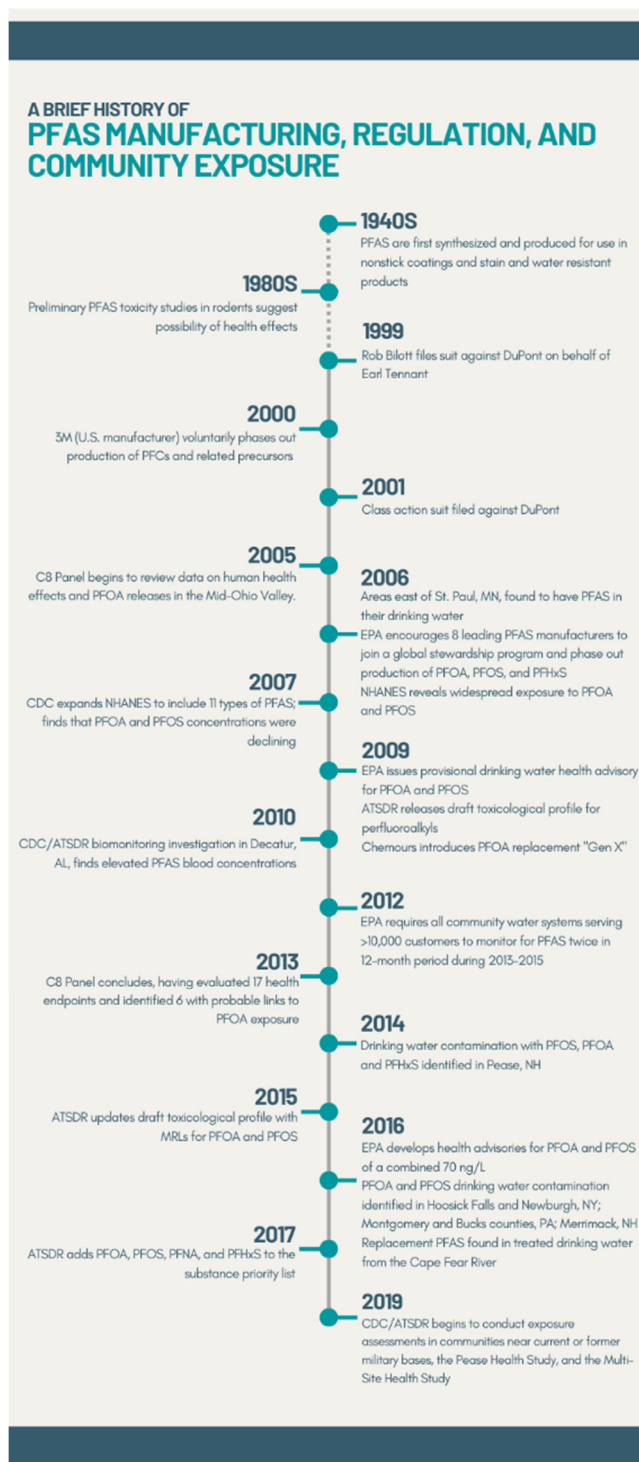 A BRIEF HISTORY OF
PFAS MANUFACTURING, REGULATION, AND
COMMUNITY EXPOSURE
1940S
PFAS are first synthesized and produced for use in
nonstick coatings and stain and water resistant
products
1980S
Preliminary PFAS toxicity studies in rodents suggest
possibility of health effects
1999
Rob Bilott files suit against DuPont on behalf of
Earl Tennant
2000
3M (U.S. manufacturer) voluntarily phases out
production of PFCs and related precursors
2001
Class action suit filed against DuPont
2005
C8 Panel begins to review data on human health
effects and PFOA releases in the Mid-Ohio Valley.
2006
Areas east of St. Paul, MN, found to have PFAS in
their drinking water
EPA encourages 8 leading PFAS manufacturers to
join a global stewardship program and phase out
production of PFOA, PFOS, and PFHxS
NHANES reveals widespread exposure to PFOA
and PFOS
2007
CDC expands NHANES to include 11 types of PFAS;
finds that PFOA and PFOS concentrations were
declining
2009
EPA issues provisional drinking water health advisory
for PFOA and PFOS
ATSDR releases draft toxicological profile for
perfluoroalkyls
Chemours introduces PFOA replacement "Gen X"
2010
CDC/ATSDR biomonitoring investigation in Decatur,
AL, finds elevated PFAS blood concentrations
2012
EPA requires all community water systems serving
>10,000 customers to monitor for PFAS twice in
12-month period during 2013-2015
2013
C8 Panel concludes, having evaluated 17 health
endpoints and identified 6 with probable links to
PFOA exposure
2014
Drinking water contamination with PFOS, PFOA
and PFHxS identified in Pease, NH
2015
ATSDR updates draft toxicological profile with
MRLs for PFOA and PFOS
2016
EPA develops health advisories for PFOA and PFOS
of a combined 70 ng/L
PFOA and PFOS drinking water contamination
identified in Hoosick Falls and Newburgh, NY;
Montgomery and Bucks counties, PA; Merrimack, NH
Replacement PFAS found in treated drinking water
from the Cape Fear River
2017
ATSDR adds PFOA, PFOS, PFNA, and PFHxS to the
substance priority list
2019
CDC/ATSDR begins to conduct exposure
assessments in communities near current or former
military bases, the Pease Health Study, and the Multi-
Site Health Study